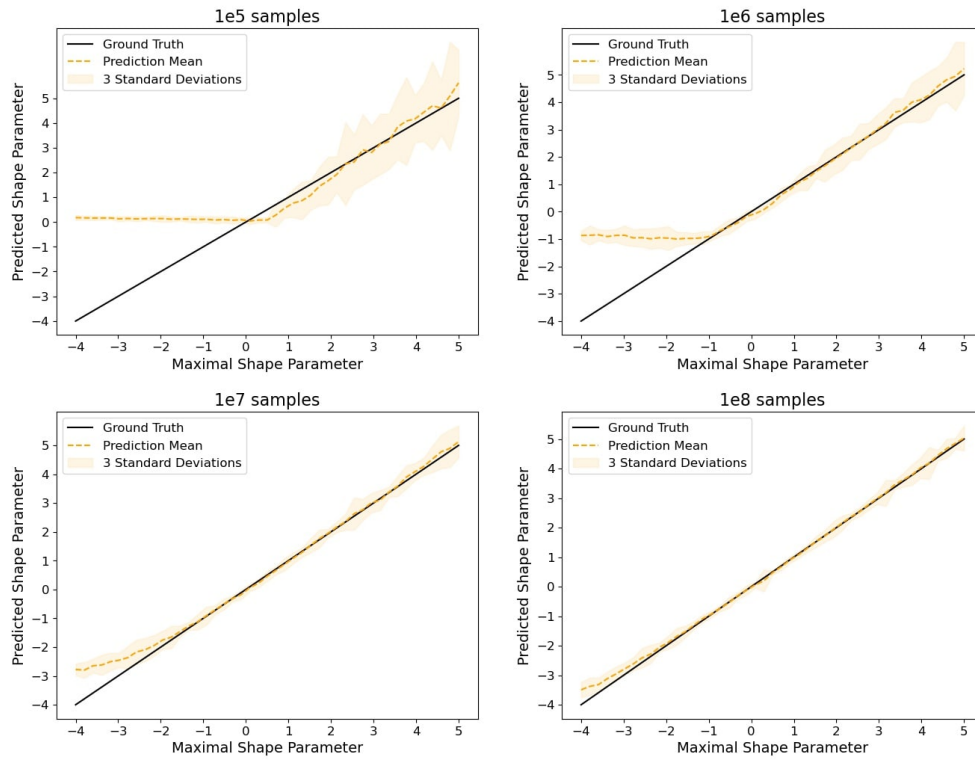 1e5 samples
Ground Truth
Prediction Mean
3 Standard Deviations
Predicted Shape Parameter
5
4
3
2
1
0
−1
−2
−3
−4
−4 −3 −2 −1 0 1 2 3 4 5
Maximal Shape Parameter
1e6 samples
Ground Truth
Prediction Mean
3 Standard Deviations
Predicted Shape Parameter
5
4
3
2
1
0
−1
−2
−3
−4
−4 −3 −2 −1 0 1 2 3 4 5
Maximal Shape Parameter
1e7 samples
Ground Truth
Prediction Mean
3 Standard Deviations
Predicted Shape Parameter
5
4
3
2
1
0
−1
−2
−3
−4
−4 −3 −2 −1 0 1 2 3 4 5
Maximal Shape Parameter
1e8 samples
Ground Truth
Prediction Mean
3 Standard Deviations
Predicted Shape Parameter
5
4
3
2
1
0
−1
−2
−3
−4
−4 −3 −2 −1 0 1 2 3 4 5
Maximal Shape Parameter